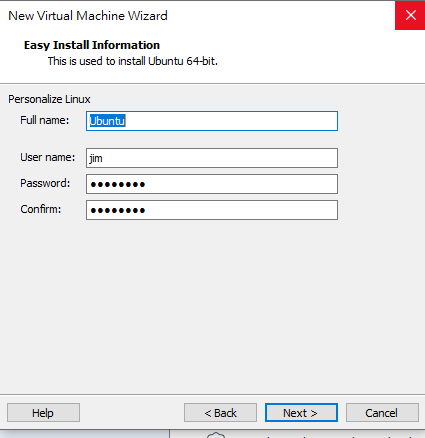 New Virtual Machine Wizard
Easy Install Information
This is used to install Ubuntu 64-bit.
Personalize Linux
Full name: Ubuntu
User name: jim
Password: ●●●●●●●●
Confirm: ●●●●●●●●
Help < Back Next > Cancel